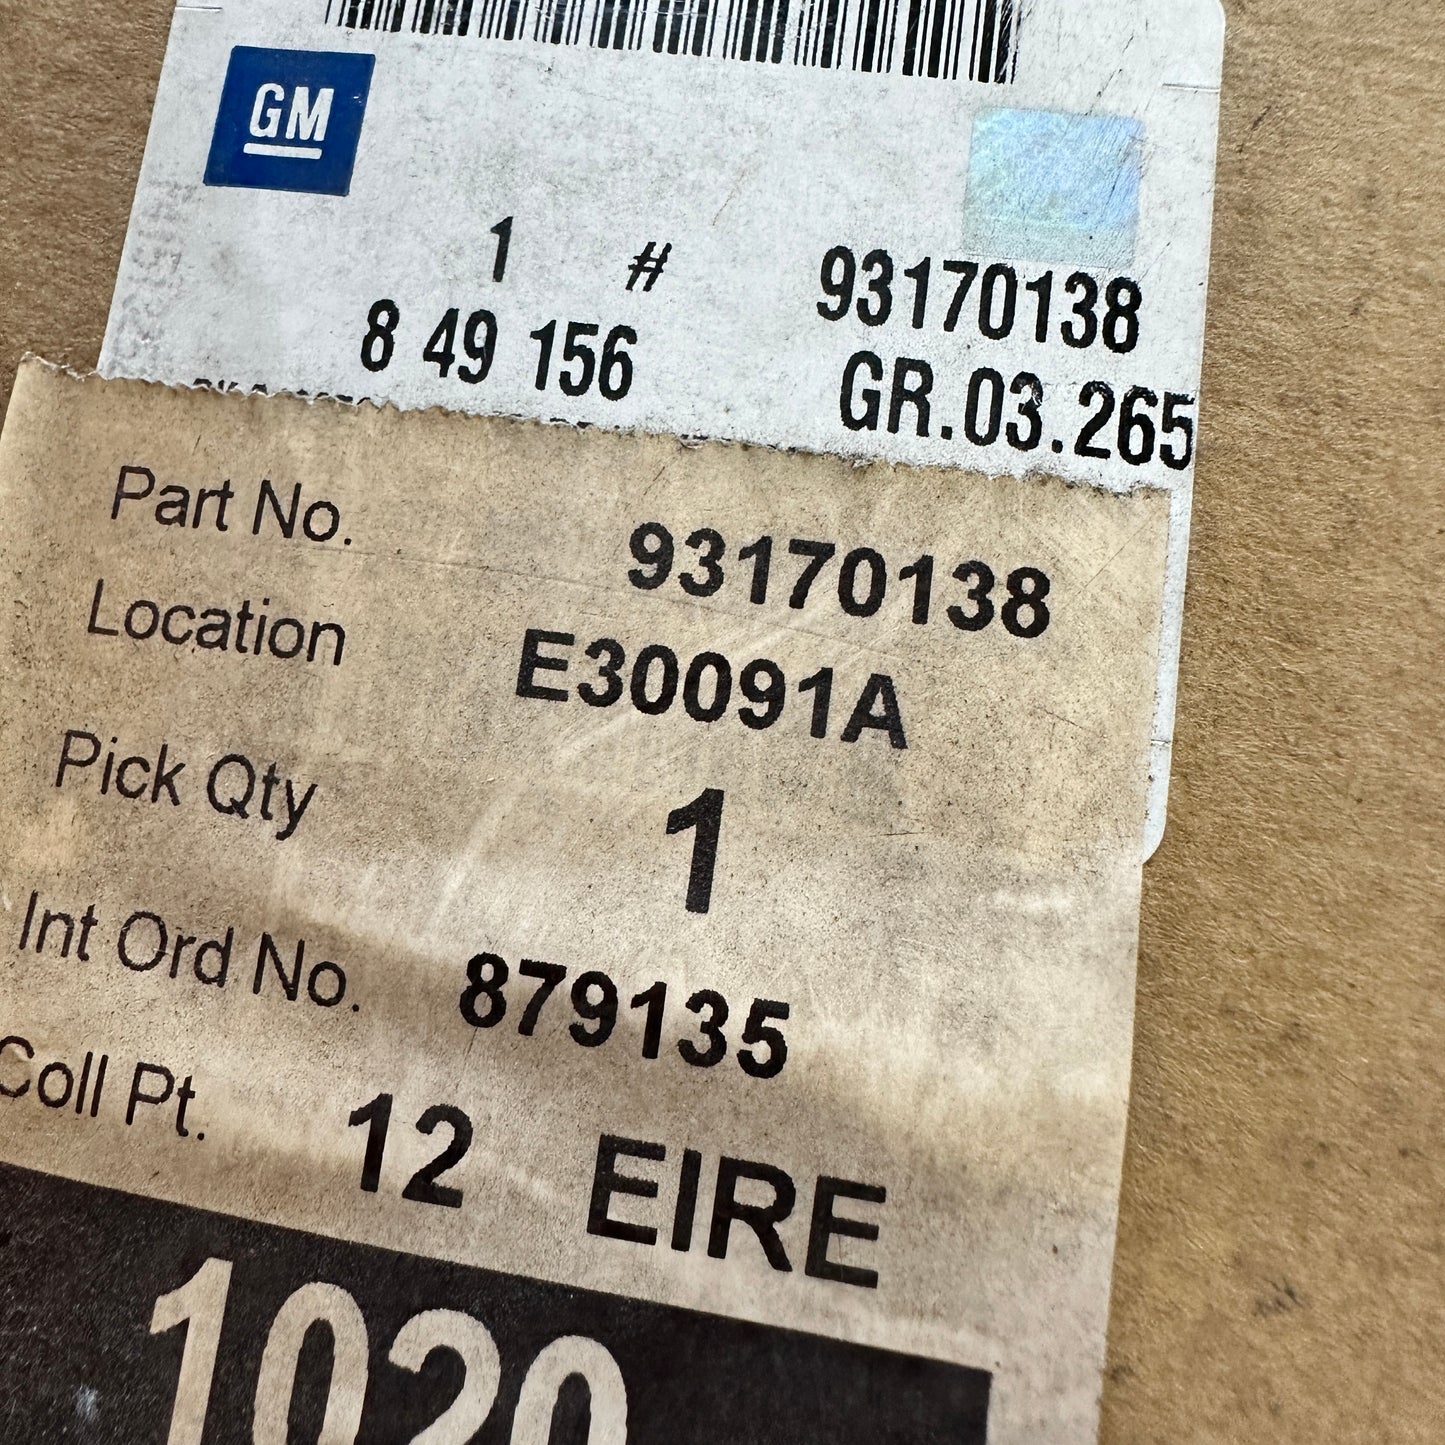 GM
1 # 93170138
8 49 156 GR.03.265
Part No. 93170138
Location E30091A
Pick Qty 1
Int Ord No. 879135
Coll Pt. 12 EIRE
1020